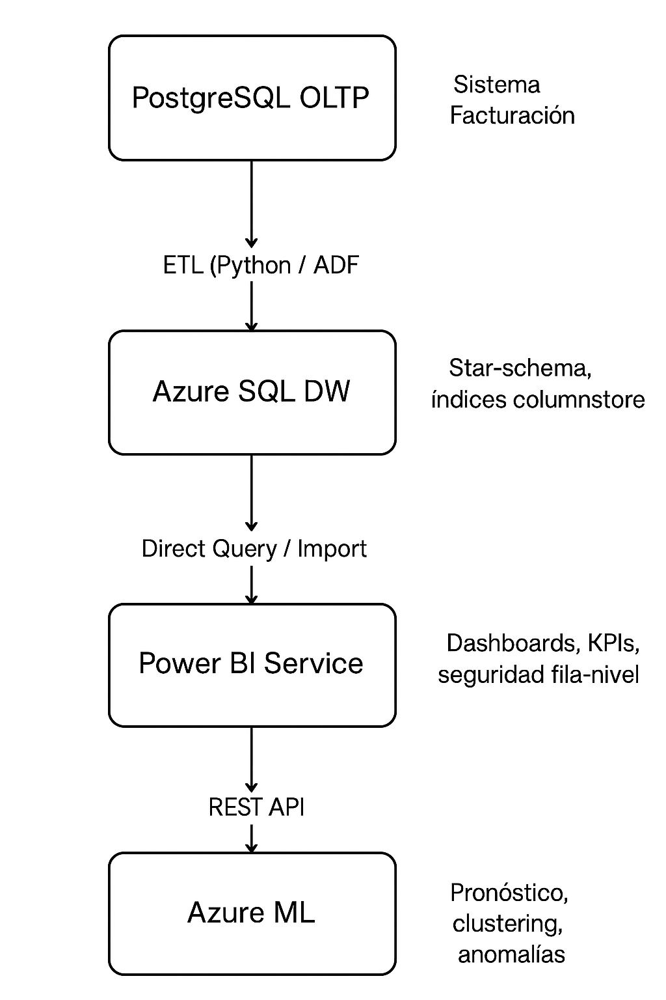 PostgreSQL OLTP
Sistema
Facturación
ETL (Python / ADF
Azure SQL DW
Star-schema,
índices columnstore
Direct Query / Import
Power BI Service
Dashboards, KPIs,
seguridad fila-nivel
REST API
Azure ML
Pronóstico,
clustering,
anomalías